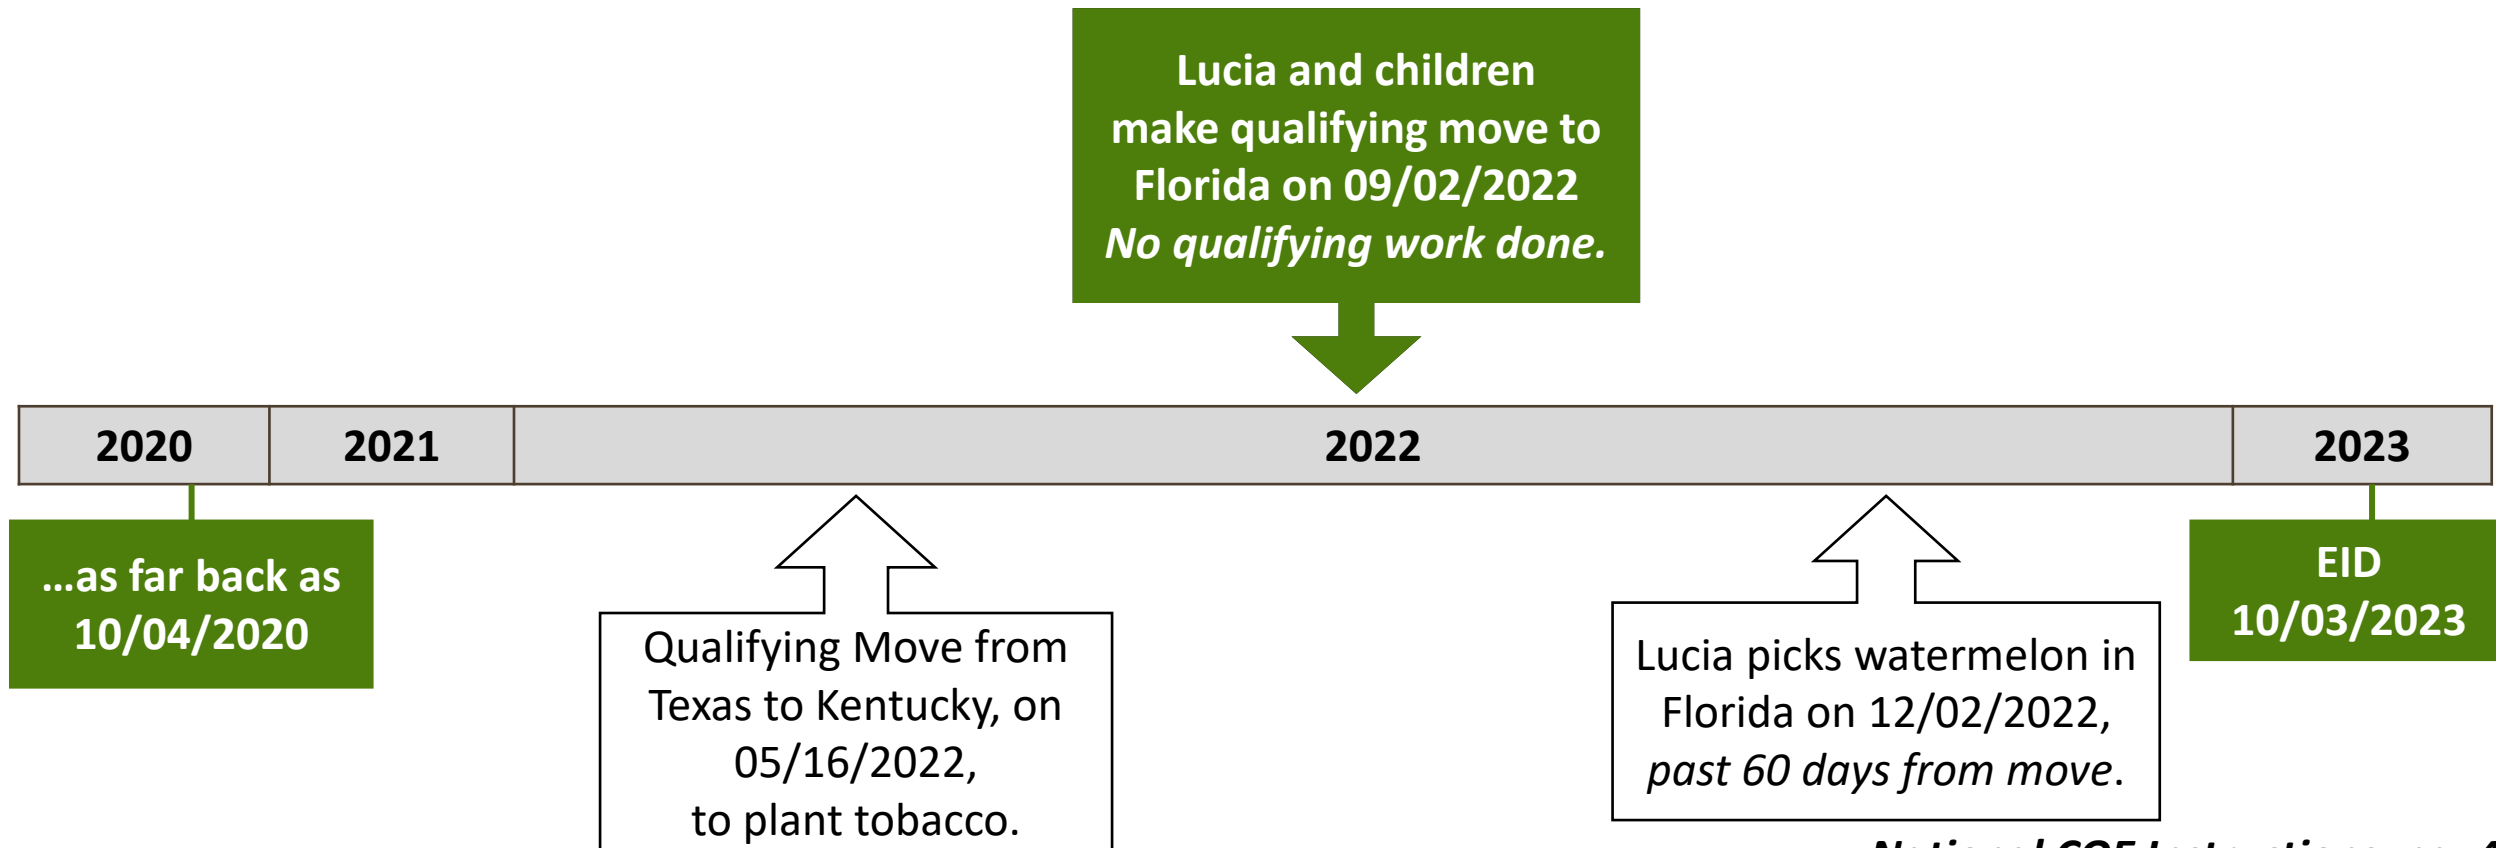 Lucia and children
make qualifying move to
Florida on 09/02/2022
No qualifying work done.
2020
2021
2022
2023
...as far back as
10/04/2020
Qualifying Move from
Texas to Kentucky, on
05/16/2022,
to plant tobacco.
Lucia picks watermelon in
Florida on 12/02/2022,
past 60 days from move.
EID
10/03/2023
National COE Instructions